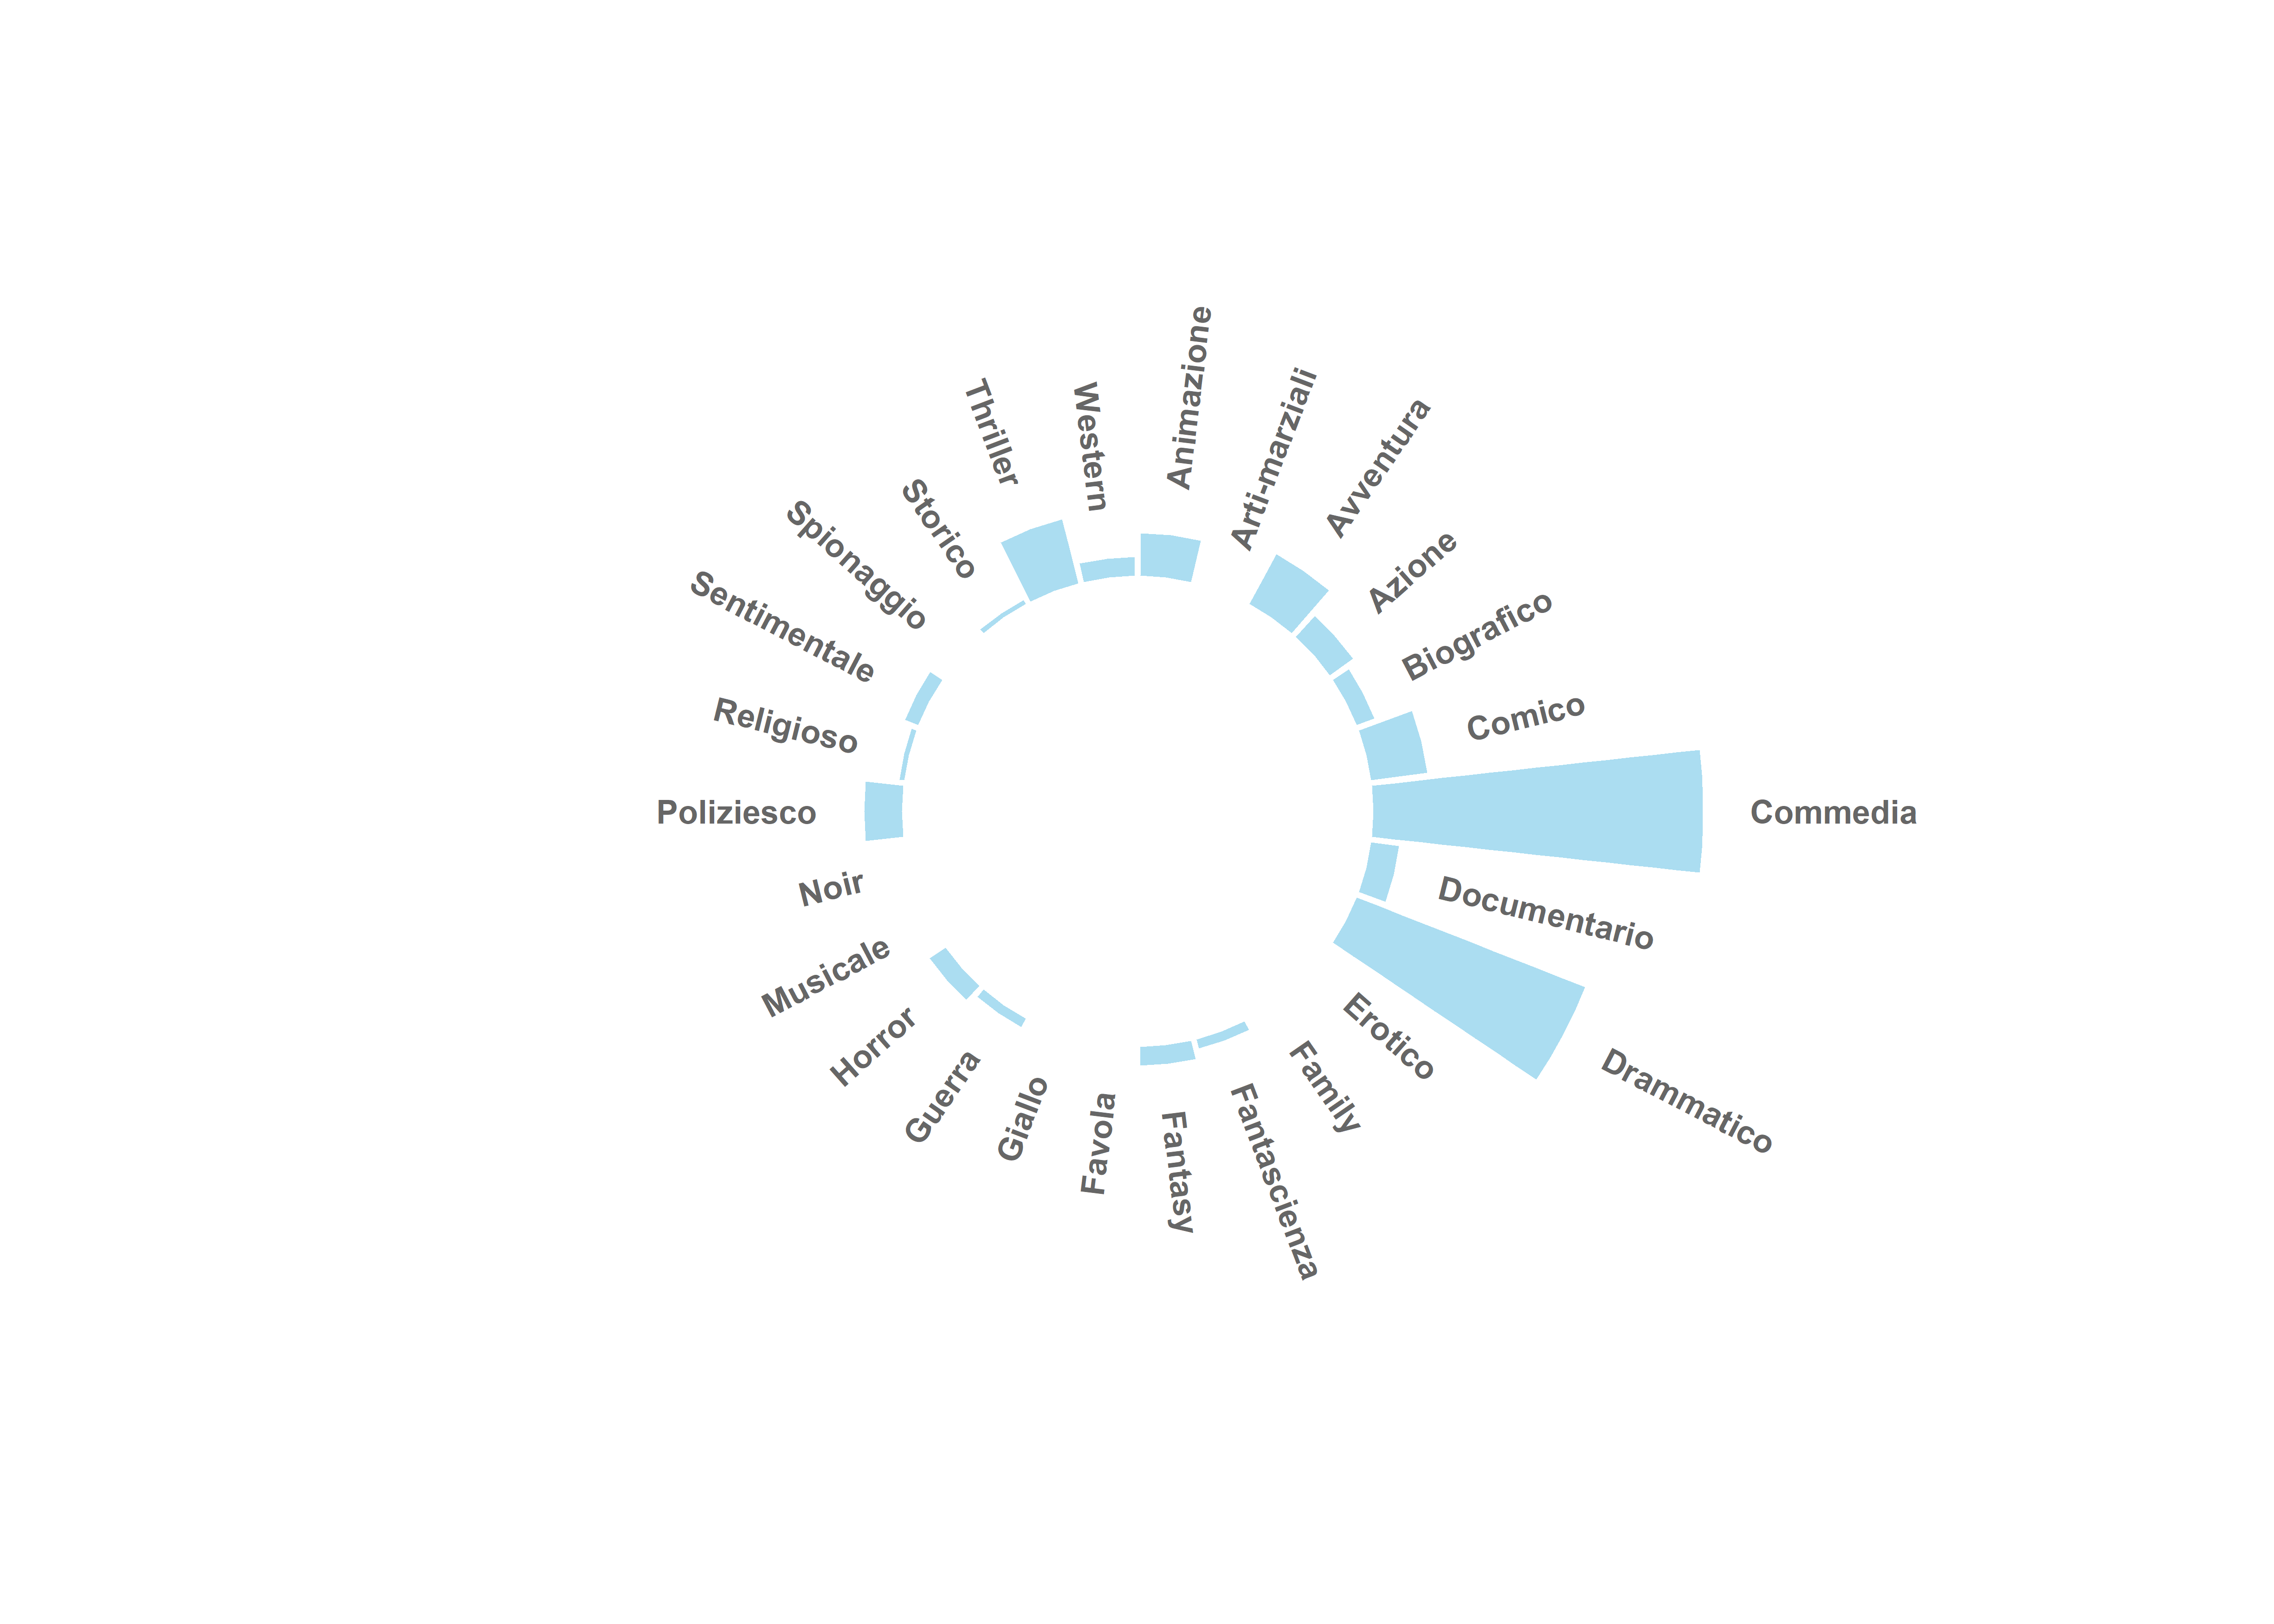 Animazione
Arti-marziali
Avventura
Azione
Biografico
Comico
Commedia
Documentario
Drammatico
Erotico
Family
Fantascienza
Fantasy
Favola
Giallo
Guerra
Horror
Musicale
Noir
Poliziesco
Religioso
Sentimentale
Spionaggio
Storico
Thriller
Western